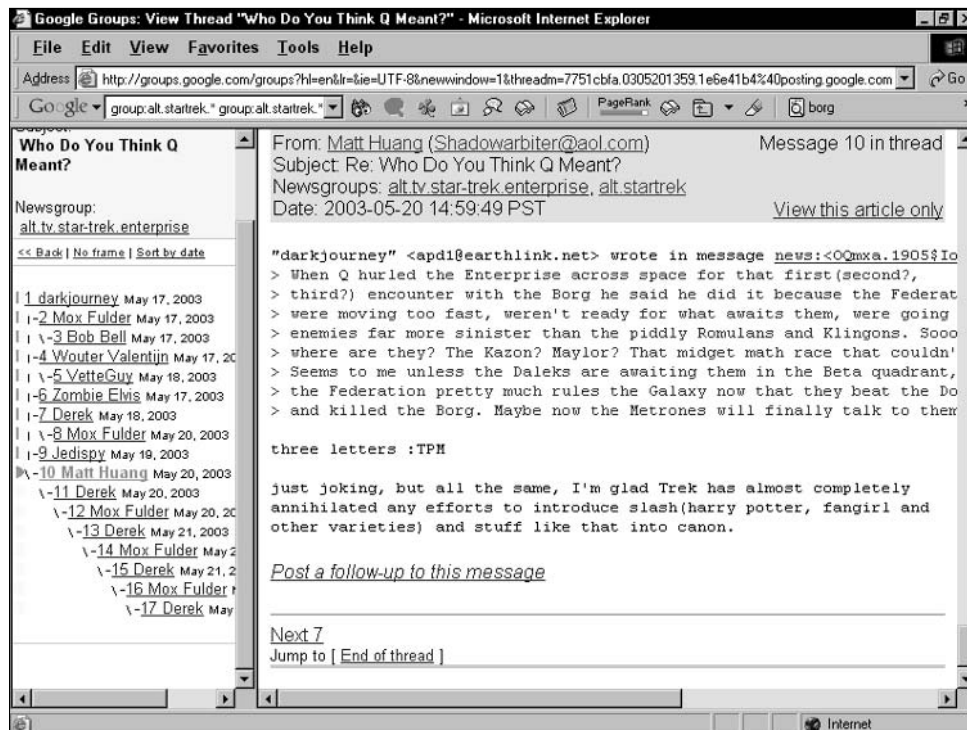 Google Groups: View Thread "Who Do You Think Q Meant?" - Microsoft Internet Explorer
File Edit View Favorites Tools Help
Address http://groups.google.com/groups?hl=en&lr=&ie=UTF-8&newwindow=1&threadm=7751cbfa.0305201359.1e6e41b4%40posting.google.com Go
Google group:alt.startrek.* group:alt.startrek.* PageRank borg
Subject:
Who Do You Think Q
Meant?
Newsgroup:
alt.tv.star-trek.enterprise
<< Back | No frame | Sort by date
1 darkjourney May 17, 2003
2 Mox Fulder May 17, 2003
3 Bob Bell May 17, 2003
4 Wouter Valentijn May 17, 20
5 VetteGuy May 18, 2003
6 Zombie Elvis May 17, 2003
7 Derek May 18, 2003
8 Mox Fulder May 20, 2003
9 Jedispy May 19, 2003
10 Matt Huang May 20, 2003
11 Derek May 20, 2003
12 Mox Fulder May 20, 20
13 Derek May 21, 2003
14 Mox Fulder May 2
15 Derek May 21, 2
16 Mox Fulder
17 Derek May
From: Matt Huang (Shadowarbiter@aol.com) Message 10 in thread
Subject: Re: Who Do You Think Q Meant?
Newsgroups: alt.tv.star-trek.enterprise, alt.startrek
Date: 2003-05-20 14:59:49 PST View this article only
"darkjourney" <apd1@earthlink.net> wrote in message news:<OQmxa.1905$Io
> When Q hurled the Enterprise across space for that first(second?,
> third?) encounter with the Borg he said he did it because the Federat
> were moving too fast, weren't ready for what awaits them, were going
> enemies far more sinister than the piddly Romulans and Klingons. Sooo
> where are they? The Kazon? Maylor? That midget math race that couldn'
> Seems to me unless the Daleks are awaiting them in the Beta quadrant,
> the Federation pretty much rules the Galaxy now that they beat the Do
> and killed the Borg. Maybe now the Metrones will finally talk to them
three letters :TPM
just joking, but all the same, I'm glad Trek has almost completely
annihilated any efforts to introduce slash(harry potter, fangirl and
other varieties) and stuff like that into canon.
Post a follow-up to this message
Next 7
Jump to [ End of thread ]
Internet